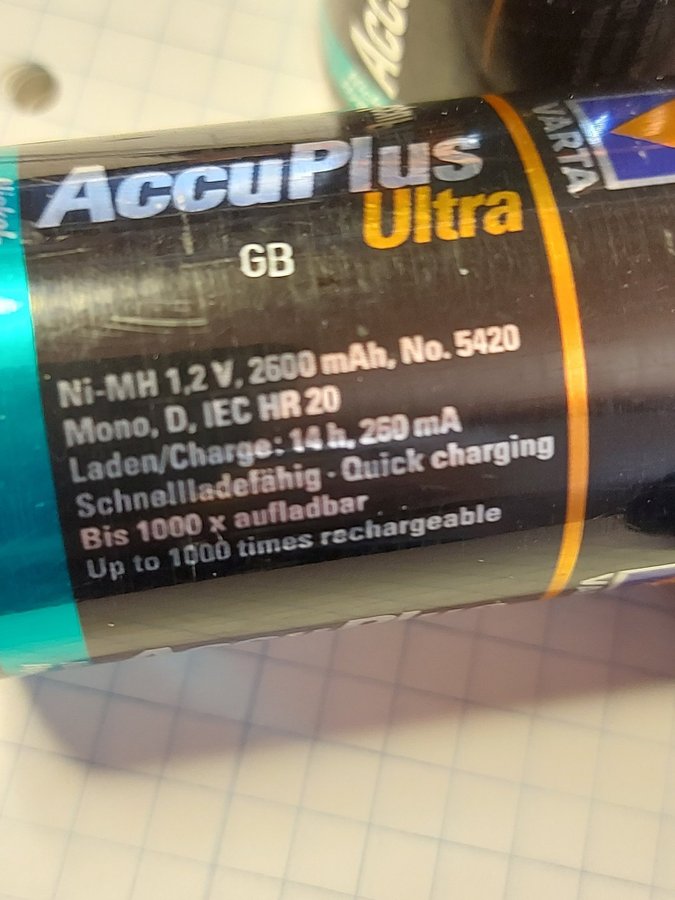 Accu
AccuPlus
Ultra
VARTA
GB
Ni-MH 1,2 V, 2600 mAh, No. 5420
Mono, D, IEC HR 20
Laden/Charge: 14 h, 260 mA
Schnellladefähig · Quick charging
Bis 1000 x aufladbar
Up to 1000 times rechargeable